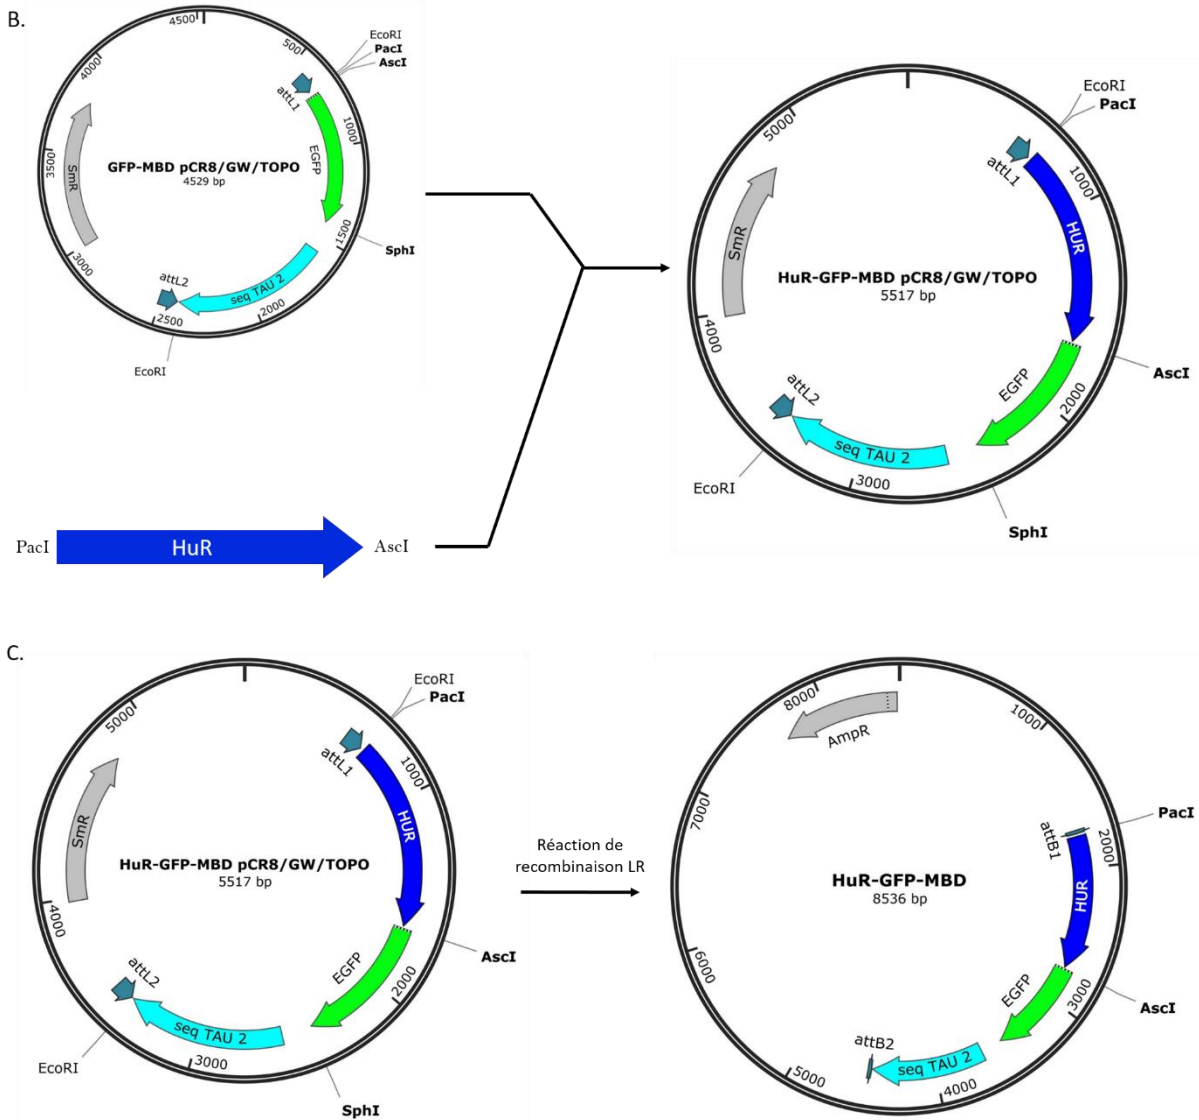 B.
4500
500
EcoRI
PacI
AscI
4000
attL1
1000
EGFP
3500
SmR
GFP-MBD pCR8/GW/TOPO
4529 bp
1500
SphI
3000
attL2
seq TAU 2
2500
2000
EcoRI
EcoRI
PacI
5000
attL1
1000
HUR
SmR
HuR-GFP-MBD pCR8/GW/TOPO
5517 bp
4000
AscI
EGFP
2000
attL2
seq TAU 2
EcoRI
3000
SphI
PacI
HuR
AscI
C.
EcoRI
PacI
5000
attL1
1000
HUR
SmR
HuR-GFP-MBD pCR8/GW/TOPO
5517 bp
4000
AscI
EGFP
2000
attL2
seq TAU 2
EcoRI
3000
SphI
Réaction de
recombinaison LR
8000
1000
AmpR
7000
PacI
attB1
2000
HUR
HuR-GFP-MBD
8536 bp
6000
AscI
EGFP
3000
attB2
seq TAU 2
5000
4000